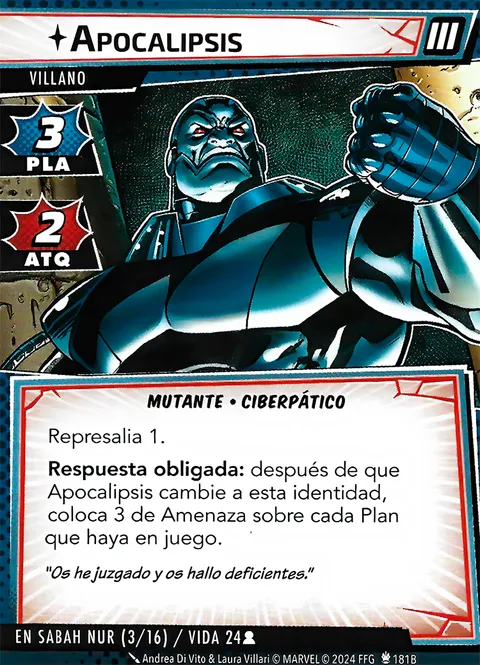 APOCALIPSIS
III
VILLANO
3
PLA
2
ATQ
MUTANTE • CIBERPÁTICO
Represalia 1.
Respuesta obligada: después de que
Apocalipsis cambie a esta identidad,
coloca 3 de Amenaza sobre cada Plan
que haya en juego.
"Os he juzgado y os hallo deficientes."
EN SABAH NUR (3/16) / VIDA 24
Andrea Di Vito & Laura Villari © MARVEL © 2024 FFG 181B